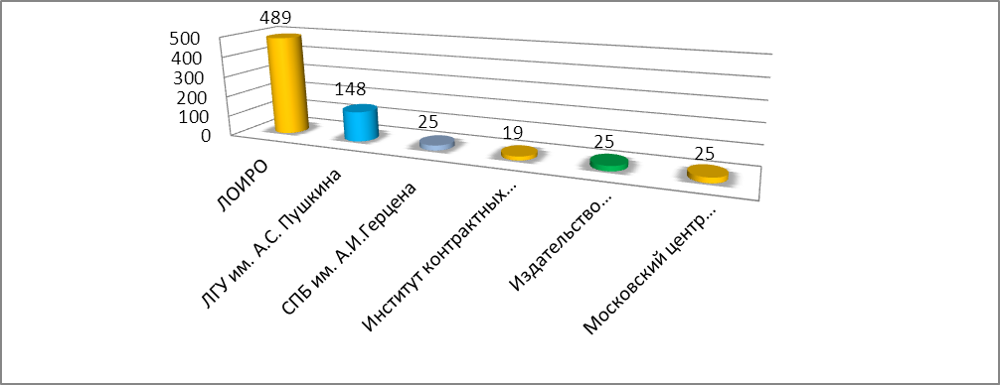 489
500
400
300
200
100
0
148
25
19
25
25
ЛОИРО
ЛГУ им. А.С. Пушкина
СПБ им. А.И.Герцена
Институт контрактных...
Издательство...
Московский центр...